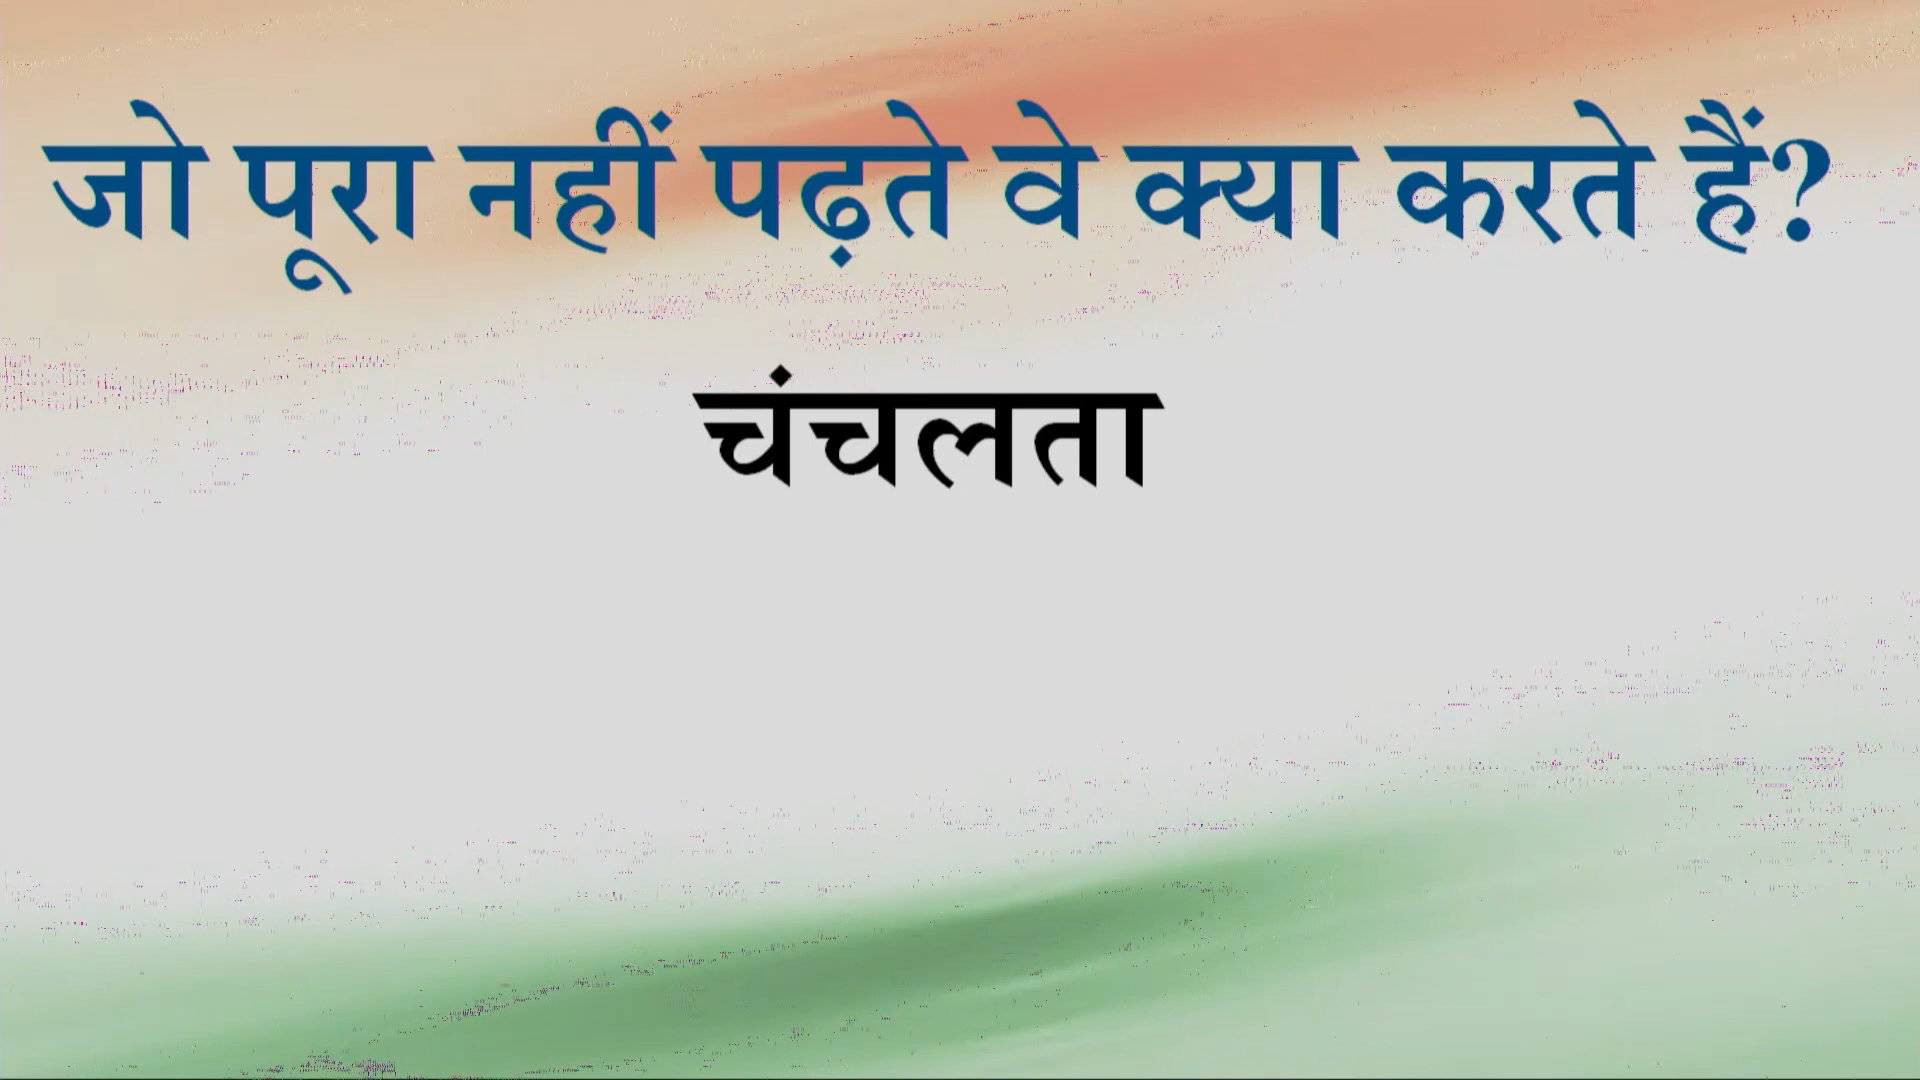 जो पूरा नहीं पढ़ते वे क्या करते हैं?
चंचलता